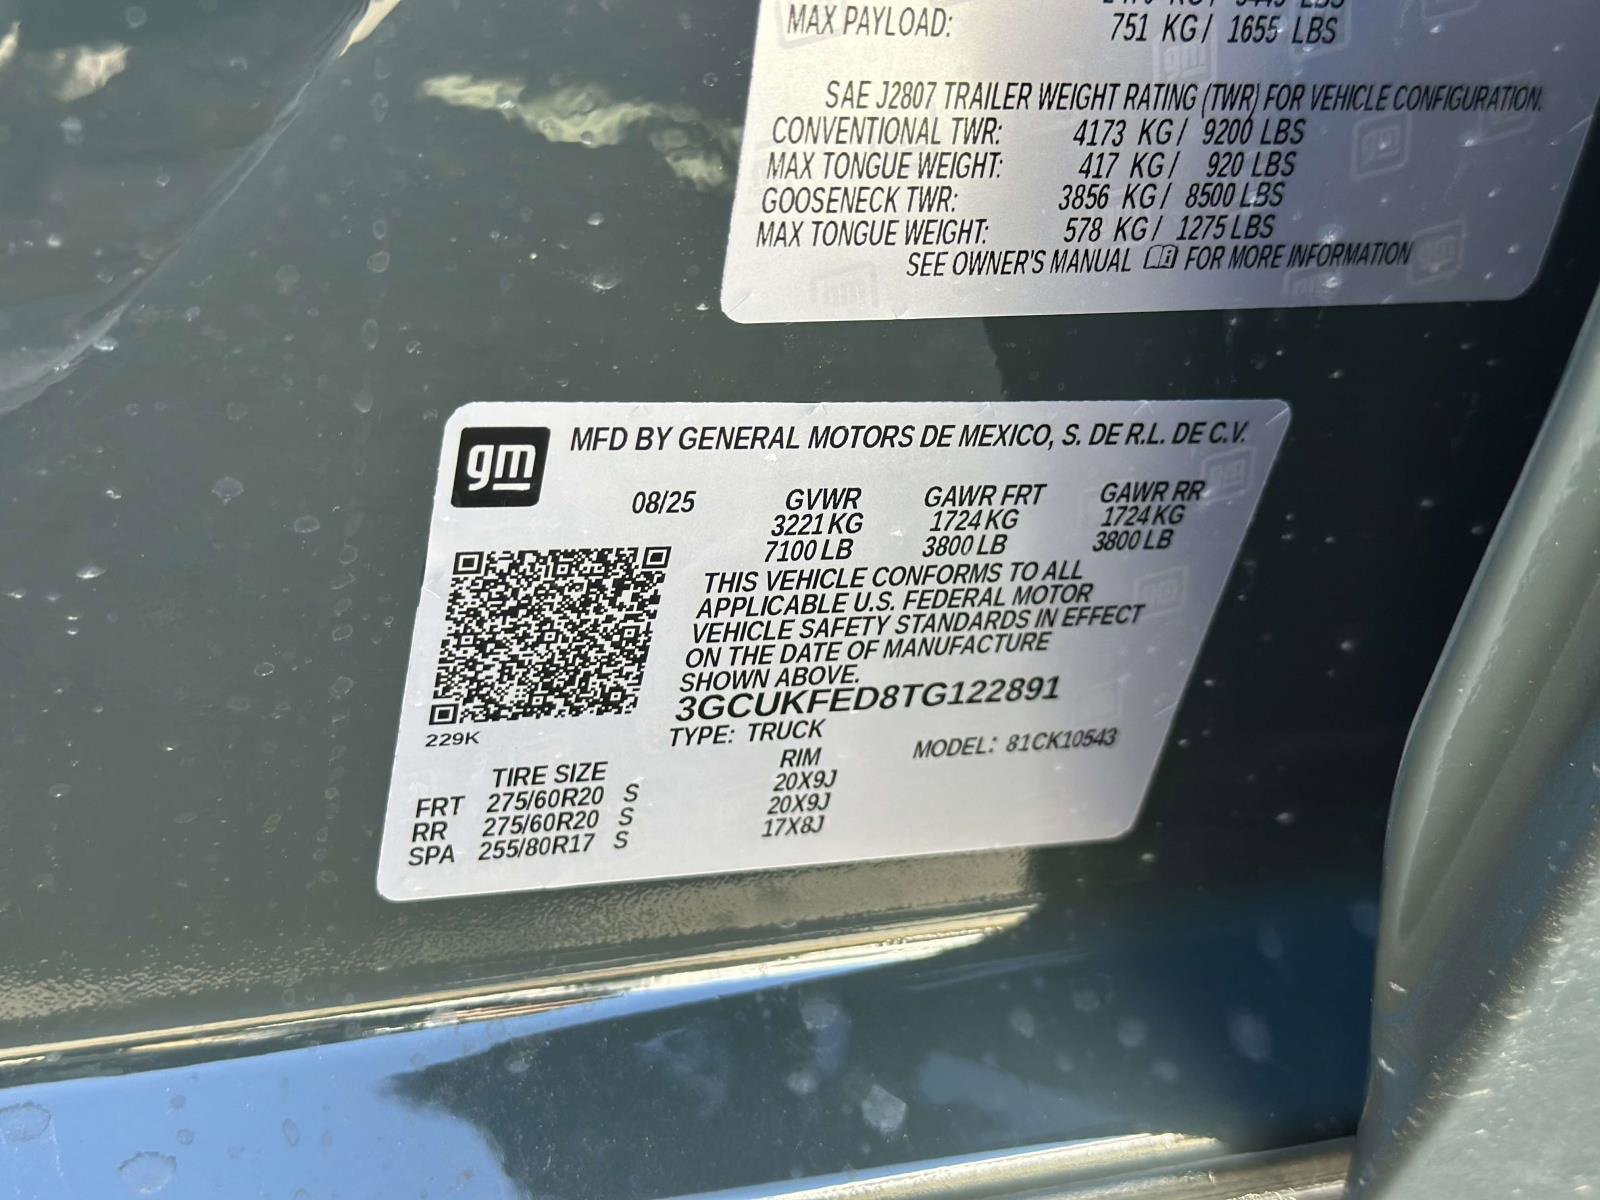 MAX PAYLOAD: 751 KG / 1655 LBS
SAE J2807 TRAILER WEIGHT RATING (TWR) FOR VEHICLE CONFIGURATION.
CONVENTIONAL TWR: 4173 KG / 9200 LBS
MAX TONGUE WEIGHT: 417 KG / 920 LBS
GOOSENECK TWR: 3856 KG / 8500 LBS
MAX TONGUE WEIGHT: 578 KG / 1275 LBS
SEE OWNER'S MANUAL FOR MORE INFORMATION
gm
MFD BY GENERAL MOTORS DE MEXICO, S. DE R.L. DE C.V.
08/25 GVWR GAWR FRT GAWR RR
3221 KG 1724 KG 1724 KG
7100 LB 3800 LB 3800 LB
THIS VEHICLE CONFORMS TO ALL
APPLICABLE U.S. FEDERAL MOTOR
VEHICLE SAFETY STANDARDS IN EFFECT
ON THE DATE OF MANUFACTURE
SHOWN ABOVE.
3GCUKFED8TG122891
229K
TYPE: TRUCK MODEL: 81CK10543
TIRE SIZE RIM
FRT 275/60R20 S 20X9J
RR 275/60R20 S 20X9J
SPA 255/80R17 S 17X8J